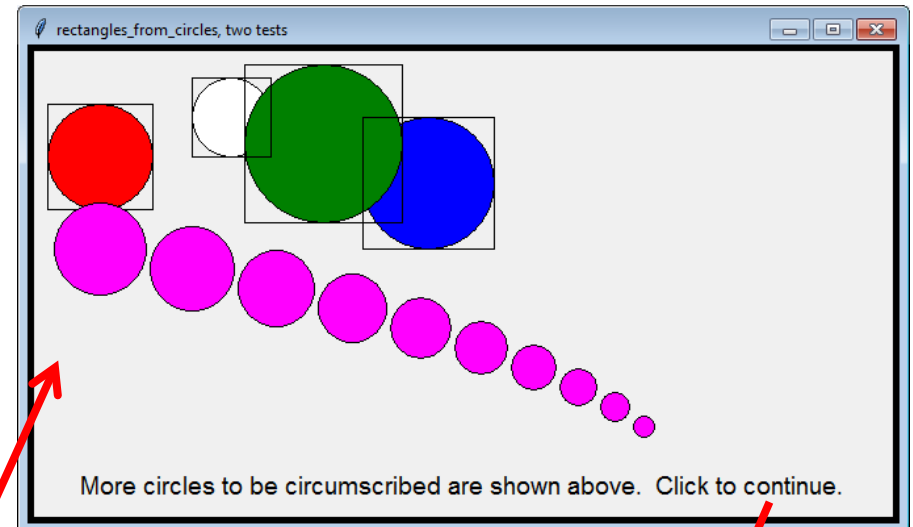 rectangles_from_circles, two tests
More circles to be circumscribed are shown above.  Click to continue.